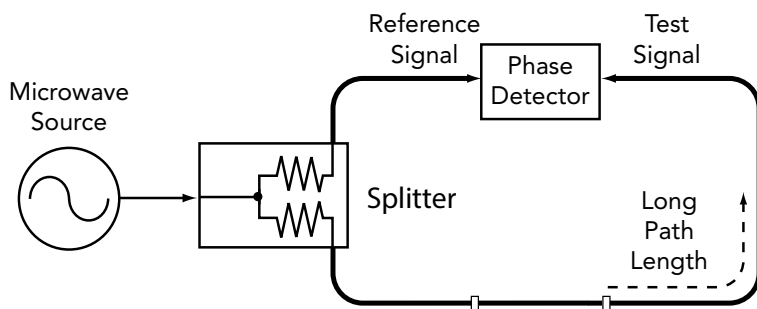 Reference
Signal
Test
Signal
Phase
Detector
Microwave
Source
Splitter
Long
Path
Length